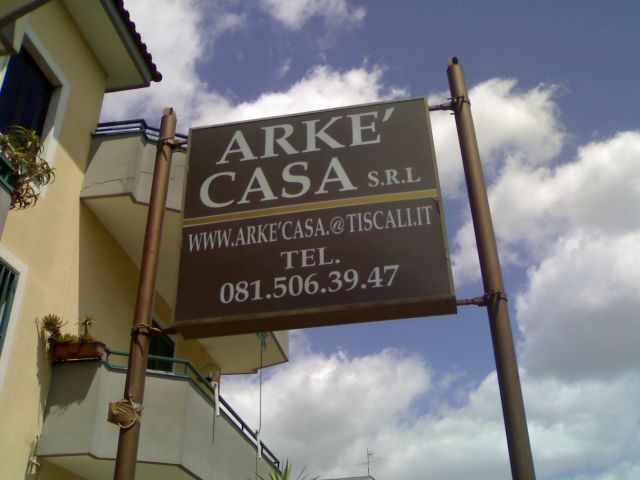 ARKE'
CASA S.R.L
WWW.ARKE'CASA.@TISCALI.IT
TEL.
081.506.39.47